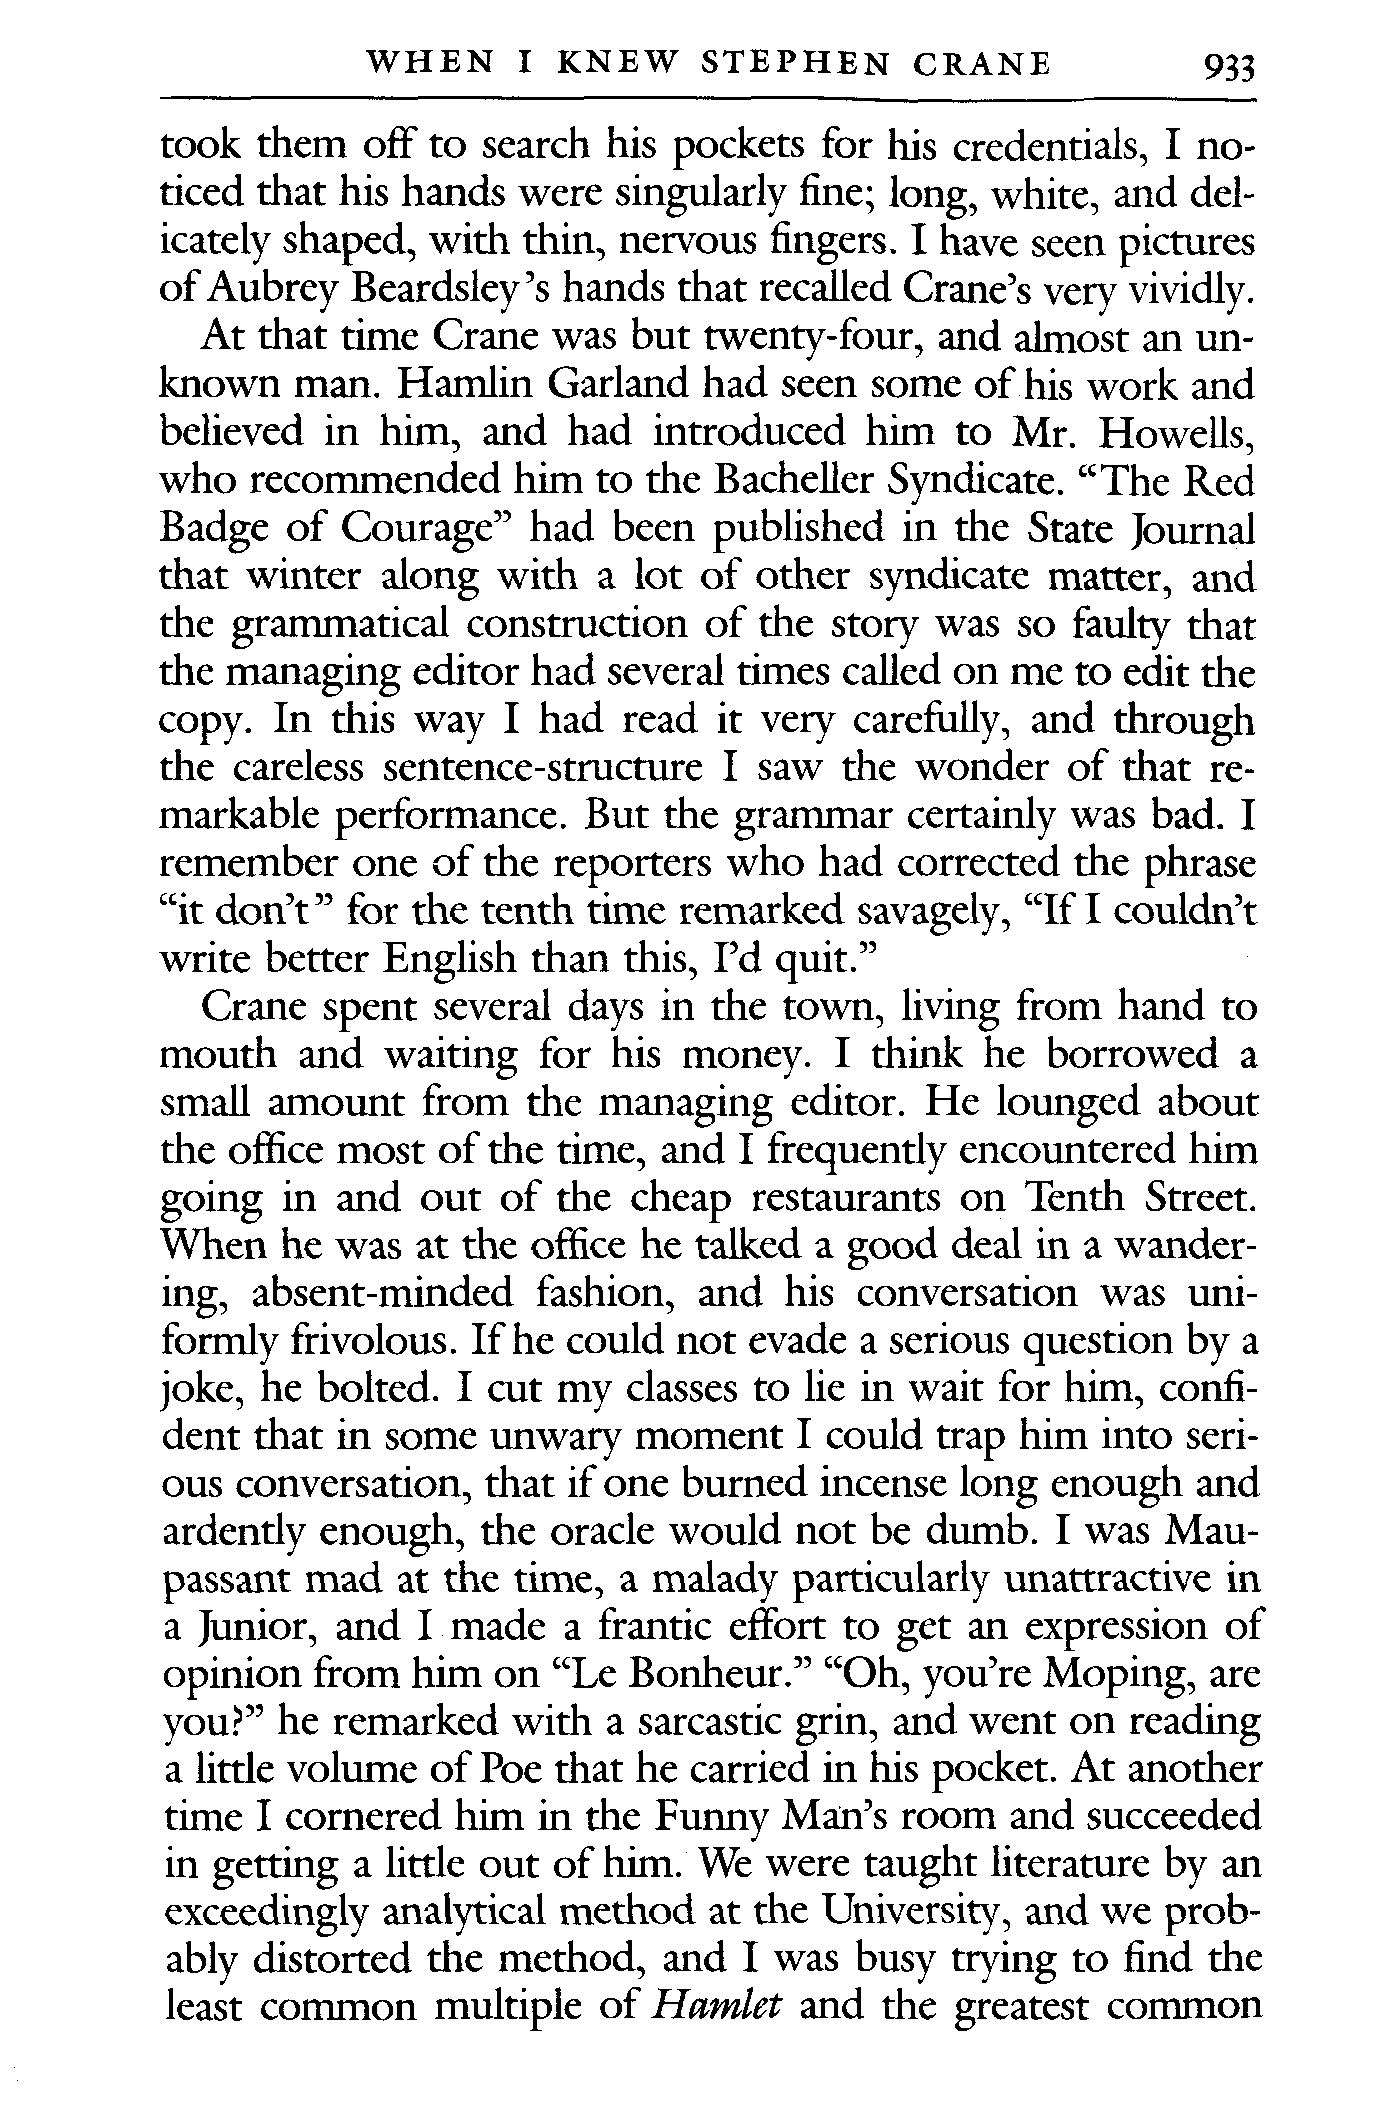 WHEN I KNEW STEPHEN CRANE 933
took them off to search his pockets for his credentials, I no-
ticed that his hands were singularly fine; long, white, and del-
icately shaped, with thin, nervous fingers. I have seen pictures
of Aubrey Beardsley's hands that recalled Crane's very vividly.
At that time Crane was but twenty-four, and almost an un-
known man. Hamlin Garland had seen some of his work and
believed in him, and had introduced him to Mr. Howells,
who recommended him to the Bacheller Syndicate. “The Red
Badge of Courage” had been published in the State Journal
that winter along with a lot of other syndicate matter, and
the grammatical construction of the story was so faulty that
the managing editor had several times called on me to edit the
copy. In this way I had read it very carefully, and through
the careless sentence-structure I saw the wonder of that re-
markable performance. But the grammar certainly was bad. I
remember one of the reporters who had corrected the phrase
“it don't” for the tenth time remarked savagely, “If I couldn't
write better English than this, I'd quit.”
Crane spent several days in the town, living from hand to
mouth and waiting for his money. I think he borrowed a
small amount from the managing editor. He lounged about
the office most of the time, and I frequently encountered him
going in and out of the cheap restaurants on Tenth Street.
When he was at the office he talked a good deal in a wander-
ing, absent-minded fashion, and his conversation was uni-
formly frivolous. If he could not evade a serious question by a
joke, he bolted. I cut my classes to lie in wait for him, confi-
dent that in some unwary moment I could trap him into seri-
ous conversation, that if one burned incense long enough and
ardently enough, the oracle would not be dumb. I was Mau-
passant mad at the time, a malady particularly unattractive in
a Junior, and I made a frantic effort to get an expression of
opinion from him on “Le Bonheur.” “Oh, you're Moping, are
you?” he remarked with a sarcastic grin, and went on reading
a little volume of Poe that he carried in his pocket. At another
time I cornered him in the Funny Man's room and succeeded
in getting a little out of him. We were taught literature by an
exceedingly analytical method at the University, and we prob-
ably distorted the method, and I was busy trying to find the
least common multiple of Hamlet and the greatest common